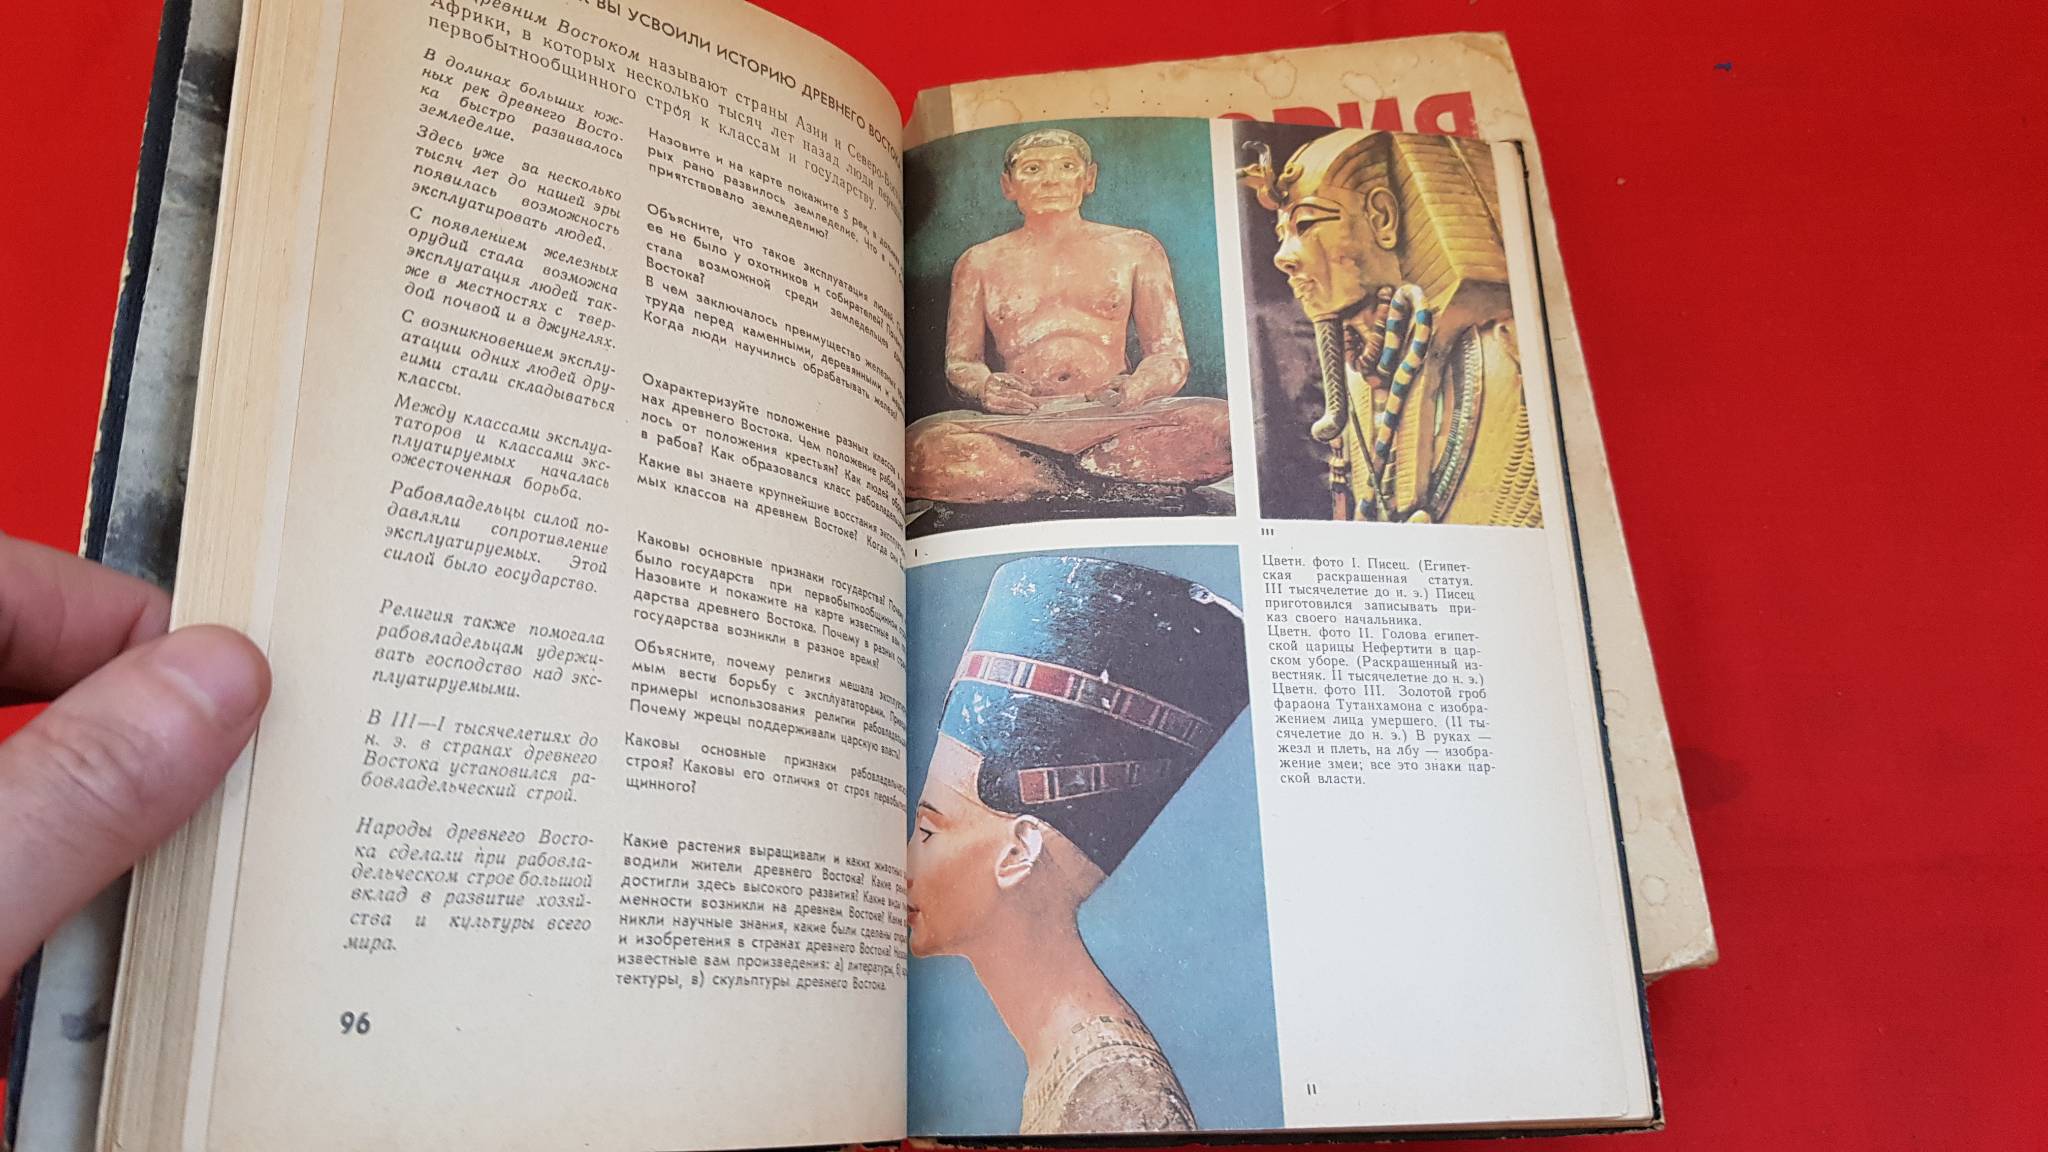 ВЫ УСВОИЛИ ИСТОРИЮ ДРЕВНЕГО ВОСТОКА
древним Востоком называют страны Азии и Северо-
Африки, в которых несколько тысяч лет назад люди
первобытнообщинного строя к классам и государству.
В долинах больших юж-
ных рек древнего Восто-
ка быстро развивалось
земледелие.
Здесь уже за несколько
тысяч лет до нашей эры
появилась возможность
эксплуатировать людей.
С появлением железных
орудий стала возможна
эксплуатация людей так-
же в местностях с твер-
дой почвой и в джунглях.
С возникновением эксплу-
атации одних людей дру-
гими стали складываться
классы.
Между классами эксплуа-
таторов и классами экс-
плуатируемых началась
ожесточенная борьба.
Рабовладельцы силой по-
давляли сопротивление
эксплуатируемых. Этой
силой было государство.
Религия также помогала
рабовладельцам удержи-
вать господство над экс-
плуатируемыми.
В III—I тысячелетиях до
н. э. в странах древнего
Востока установился ра-
бовладельческий строй.
Народы древнего Восто-
ка сделали при рабовла-
дельческом строе большой
вклад в развитие хозяй-
ства и культуры всего
мира.
96
Назовите и на карте покажите 5 рек, в
рых рано развилось земледелие. Что в них
приятствовало земледелию?
Объясните, что такое эксплуатация людей.
ее не было у охотников и собирателей?
стала возможной среди земледельцев
Востока?
В чем заключалось преимущество железных
труда перед каменными, деревянными и
Когда люди научились обрабатывать железо?
Охарактеризуйте положение разных классов в
нах древнего Востока. Чем положение рабов
лось от положения крестьян? Как людей
в рабов? Как образовался класс рабовладельцев
Какие вы знаете крупнейшие восстания
мых классов на древнем Востоке? Когда они
Каковы основные признаки государства?
было государств при первобытнообщинном
Назовите и покажите на карте известные вам
дарства древнего Востока. Почему в разных
государства возникли в разное время?
Объясните, почему религия мешала
мым вести борьбу с эксплуататорами.
примеры использования религии
Почему жрецы поддерживали царскую власть?
Каковы основные признаки
строя? Каковы его отличия от строя
щинного?
Какие растения выращивали и каких животных
водили жители древнего Востока? Какие
достигли здесь высокого развития? Какие виды
менности возникли на древнем Востоке? Какие
никли научные знания, какие были сделаны
и изобретения в странах древнего Востока?
известные вам произведения: а) литературы, б)
тектуры, в) скульптуры древнего Востока.
I
III
Цветн. фото I. Писец. (Египет-
ская раскрашенная статуя.
III тысячелетие до н. э.) Писец
приготовился записывать при-
каз своего начальника.
Цветн. фото II. Голова египет-
ской царицы Нефертити в цар-
ском уборе. (Раскрашенный из-
вестняк. II тысячелетие до н. э.)
Цветн. фото III. Золотой гроб
фараона Тутанхамона с изобра-
жением лица умершего. (II ты-
сячелетие до н. э.) В руках —
жезл и плеть, на лбу — изобра-
жение змеи; все это знаки цар-
ской власти.
II